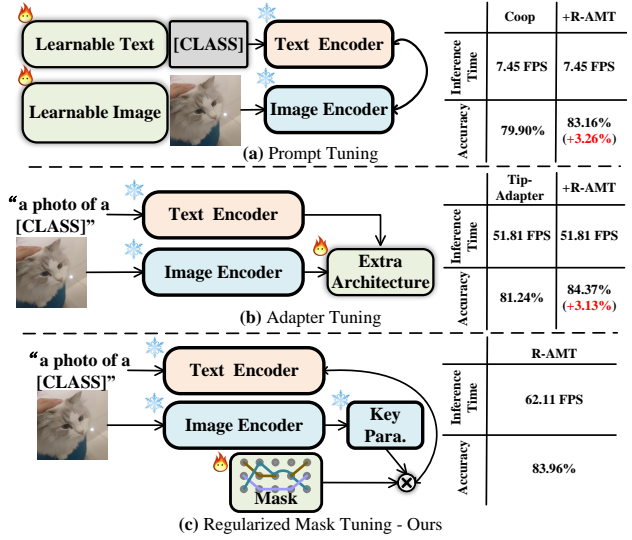 Learnable Text
[CLASS]
Text Encoder
Learnable Image
Image Encoder
(a) Prompt Tuning
Coop
+R-AMT
Inference
Time
7.45 FPS
7.45 FPS
Accuracy
79.90%
83.16%
(+3.26%)
“a photo of a
[CLASS]”
Text Encoder
Image Encoder
Extra
Architecture
(b) Adapter Tuning
Tip-
Adapter
+R-AMT
Inference
Time
51.81 FPS
51.81 FPS
Accuracy
81.24%
84.37%
(+3.13%)
“a photo of a
[CLASS]”
Text Encoder
Image Encoder
Key
Para.
Mask
(c) Regularized Mask Tuning - Ours
R-AMT
Inference
Time
62.11 FPS
Accuracy
83.96%